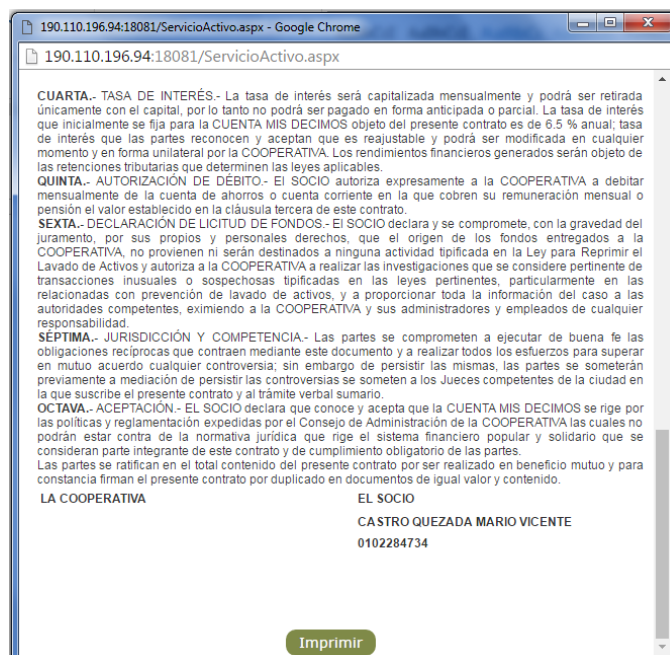 190.110.196.94:18081/ServicioActivo.aspx - Google Chrome
190.110.196.94:18081/ServicioActivo.aspx
CUARTA.- TASA DE INTERÉS.- La tasa de interés será capitalizada mensualmente y podrá ser retirada
únicamente con el capital, por lo tanto no podrá ser pagado en forma anticipada o parcial. La tasa de interés
que inicialmente se fija para la CUENTA MIS DECIMOS objeto del presente contrato es de 6.5 % anual; tasa
de interés que las partes reconocen y aceptan que es reajustable y podrá ser modificada en cualquier
momento y en forma unilateral por la COOPERATIVA. Los rendimientos financieros generados serán objeto de
las retenciones tributarias que determinen las leyes aplicables.
QUINTA.- AUTORIZACIÓN DE DÉBITO.- El SOCIO autoriza expresamente a la COOPERATIVA a debitar
mensualmente de la cuenta de ahorros o cuenta corriente en la que cobren su remuneración mensual o
pensión el valor establecido en la cláusula tercera de este contrato.
SEXTA.- DECLARACIÓN DE LICITUD DE FONDOS.- El SOCIO declara y se compromete, con la gravedad del
juramento, por sus propios y personales derechos, que el origen de los fondos entregados a la
COOPERATIVA, no provienen ni serán destinados a ninguna actividad tipificada en la Ley para Reprimir el
Lavado de Activos y autoriza a la COOPERATIVA a realizar las investigaciones que se considere pertinente de
transacciones inusuales o sospechosas tipificadas en las leyes pertinentes, particularmente en las
relacionadas con prevención de lavado de activos, y a proporcionar toda la información del caso a las
autoridades competentes, eximiendo a la COOPERATIVA y sus administradores y empleados de cualquier
responsabilidad.
SÉPTIMA.- JURISDICCIÓN Y COMPETENCIA.- Las partes se comprometen a ejecutar de buena fe las
obligaciones recíprocas que contraen mediante este documento y a realizar todos los esfuerzos para superar
en mutuo acuerdo cualquier controversia; sin embargo de persistir las mismas, las partes se someterán
previamente a mediación de persistir las controversias se someten a los Jueces competentes de la ciudad en
la que suscribe el presente contrato y al trámite verbal sumario.
OCTAVA.- ACEPTACIÓN.- EL SOCIO declara que conoce y acepta que la CUENTA MIS DECIMOS se rige por
las políticas y reglamentación expedidas por el Consejo de Administración de la COOPERATIVA las cuales no
podrán estar contra de la normativa jurídica que rige el sistema financiero popular y solidario que se
consideran parte integrante de este contrato y de cumplimiento obligatorio de las partes.
Las partes se ratifican en el total contenido del presente contrato por ser realizado en beneficio mutuo y para
constancia firman el presente contrato por duplicado en documentos de igual valor y contenido.
LA COOPERATIVA
EL SOCIO
CASTRO QUEZADA MARIO VICENTE
0102284734
Imprimir